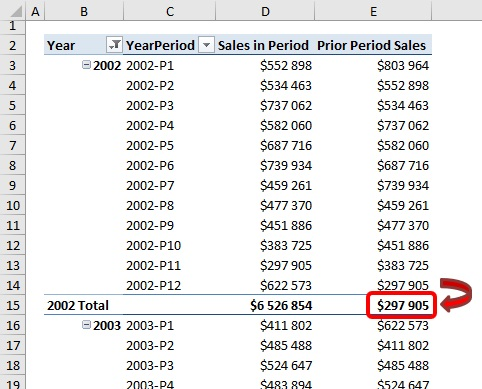 A B C D E
1
2 Year YearPeriod Sales in Period Prior Period Sales
3 2002 2002-P1 $552 898 $803 964
4 2002-P2 $534 463 $552 898
5 2002-P3 $737 062 $534 463
6 2002-P4 $582 060 $737 062
7 2002-P5 $687 716 $582 060
8 2002-P6 $739 934 $687 716
9 2002-P7 $459 261 $739 934
10 2002-P8 $477 370 $459 261
11 2002-P9 $451 886 $477 370
12 2002-P10 $383 725 $451 886
13 2002-P11 $297 905 $383 725
14 2002-P12 $622 573 $297 905
15 2002 Total $6 526 854 $297 905
16 2003 2003-P1 $411 802 $622 573
17 2003-P2 $485 488 $411 802
18 2003-P3 $524 647 $485 488
19 2003-P4 $483 894 $524 647